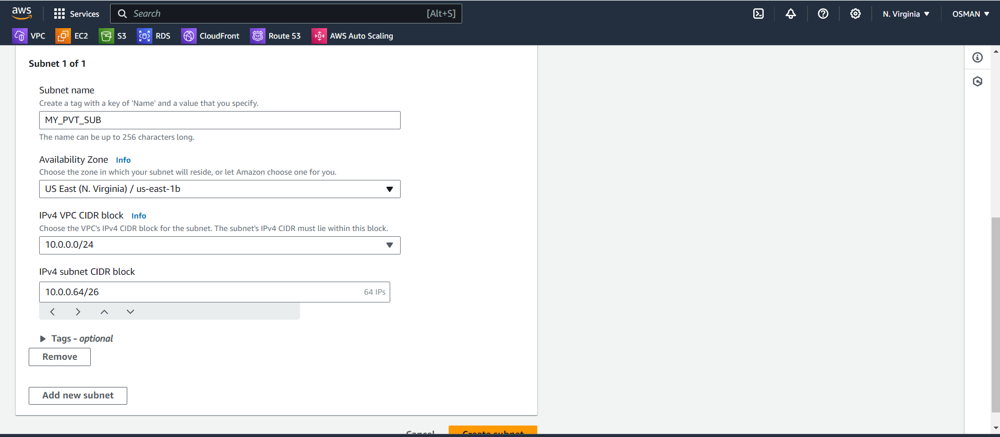 aws Services Search [Alt+S] N. Virginia OSMAN
VPC EC2 S3 RDS CloudFront Route 53 AWS Auto Scaling
Subnet 1 of 1
Subnet name
Create a tag with a key of 'Name' and a value that you specify.
MY_PVT_SUB
The name can be up to 256 characters long.
Availability Zone Info
Choose the zone in which your subnet will reside, or let Amazon choose one for you.
US East (N. Virginia) / us-east-1b
IPv4 VPC CIDR block Info
Choose the VPC's IPv4 CIDR block for the subnet. The subnet's IPv4 CIDR must lie within this block.
10.0.0.0/24
IPv4 subnet CIDR block
10.0.0.64/26 64 IPs
Tags - optional
Remove
Add new subnet
Cancel Create subnet